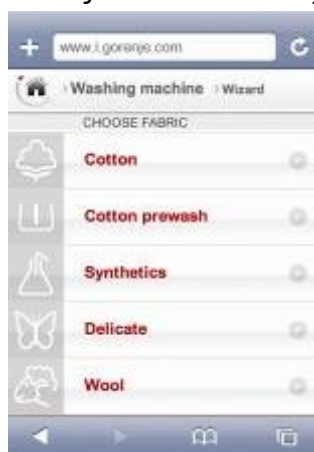 www.i.gorenje.com
Washing machine Wizard
CHOOSE FABRIC
Cotton
Cotton prewash
Synthetics
Delicate
Wool